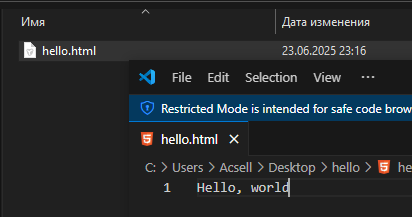 Имя Дата изменения
hello.html 23.06.2025 23:16
File Edit Selection View ···
Restricted Mode is intended for safe code brow
hello.html ×
C: > Users > Acsell > Desktop > hello > he
1 Hello, world